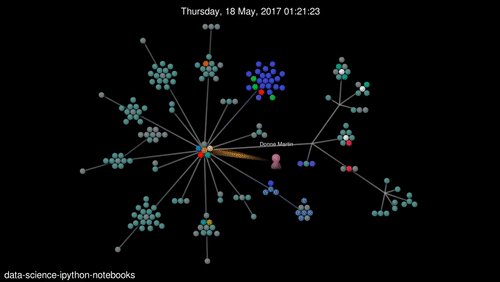 Thursday, 18 May, 2017 01:21:23
Donne Martin
data-science-ipython-notebooks